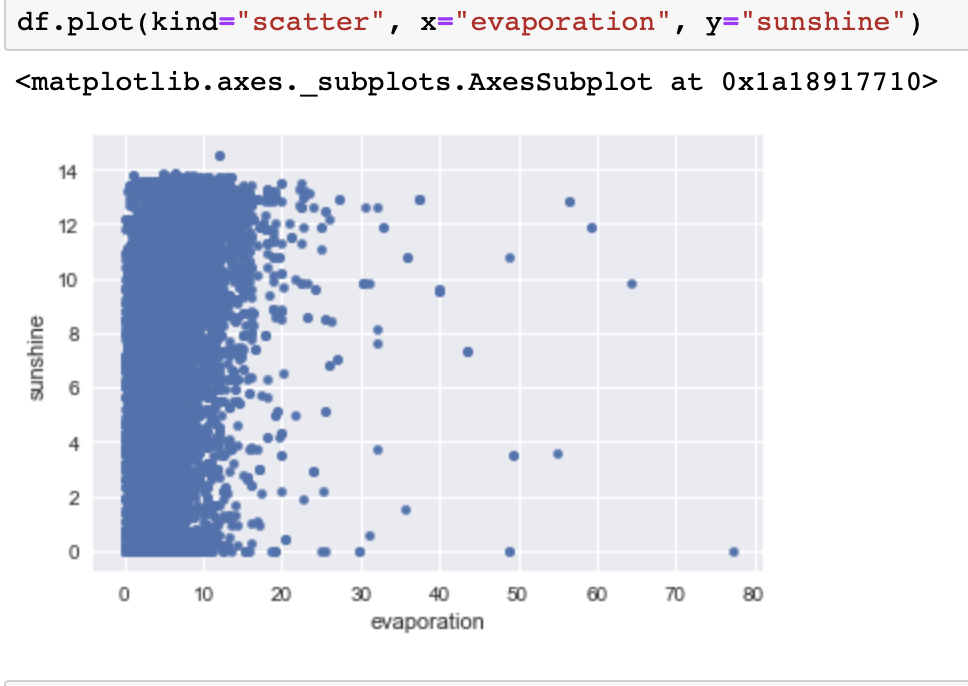 df.plot(kind="scatter", x="evaporation", y="sunshine")
<matplotlib.axes._subplots.AxesSubplot at 0x1a18917710>
14
12
10
8
6
4
2
0
sunshine
0 10 20 30 40 50 60 70 80
evaporation